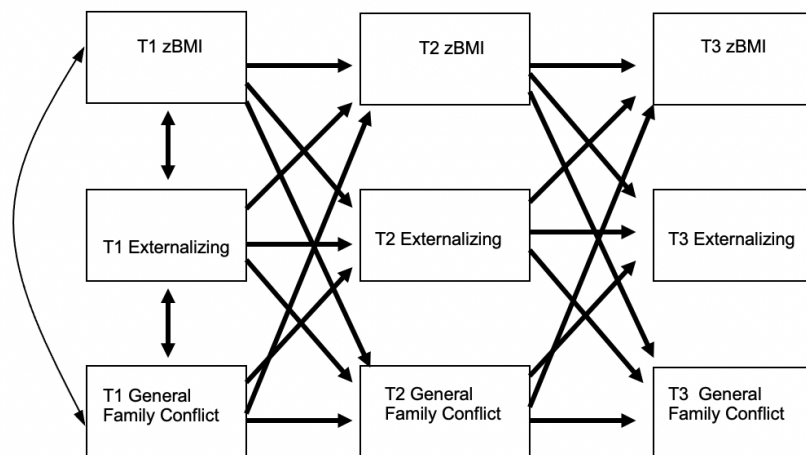 T1 zBMI
T2 zBMI
T3 zBMI
T1 Externalizing
T2 Externalizing
T3 Externalizing
T1 General
Family Conflict
T2 General
Family Conflict
T3 General
Family Conflict